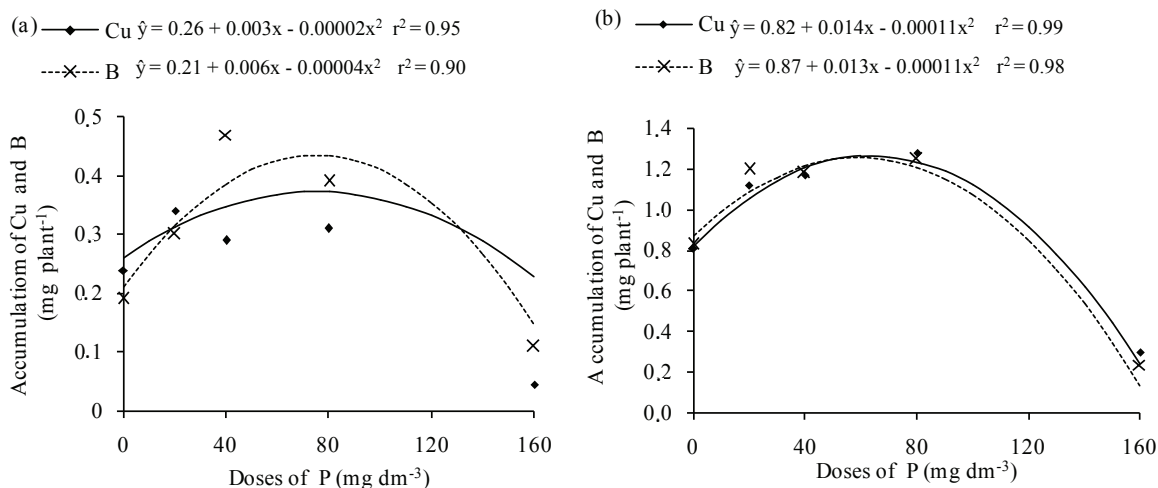 (a)
Cu ŷ = 0.26 + 0.003x - 0.00002x² r² = 0.95
B ŷ = 0.21 + 0.006x - 0.00004x² r² = 0.90
Accumulation of Cu and B
(mg plant⁻¹)
0.5
0.4
0.3
0.2
0.1
0
0 40 80 120 160
Doses of P (mg dm⁻³)
(b)
Cu ŷ = 0.82 + 0.014x - 0.00011x² r² = 0.99
B ŷ = 0.87 + 0.013x - 0.00011x² r² = 0.98
A ccumulation of Cu and B
(mg plant⁻¹)
1.4
1.2
1.0
0.8
0.6
0.4
0.2
0.0
0 40 80 120 160
Doses of P (mg dm⁻³)